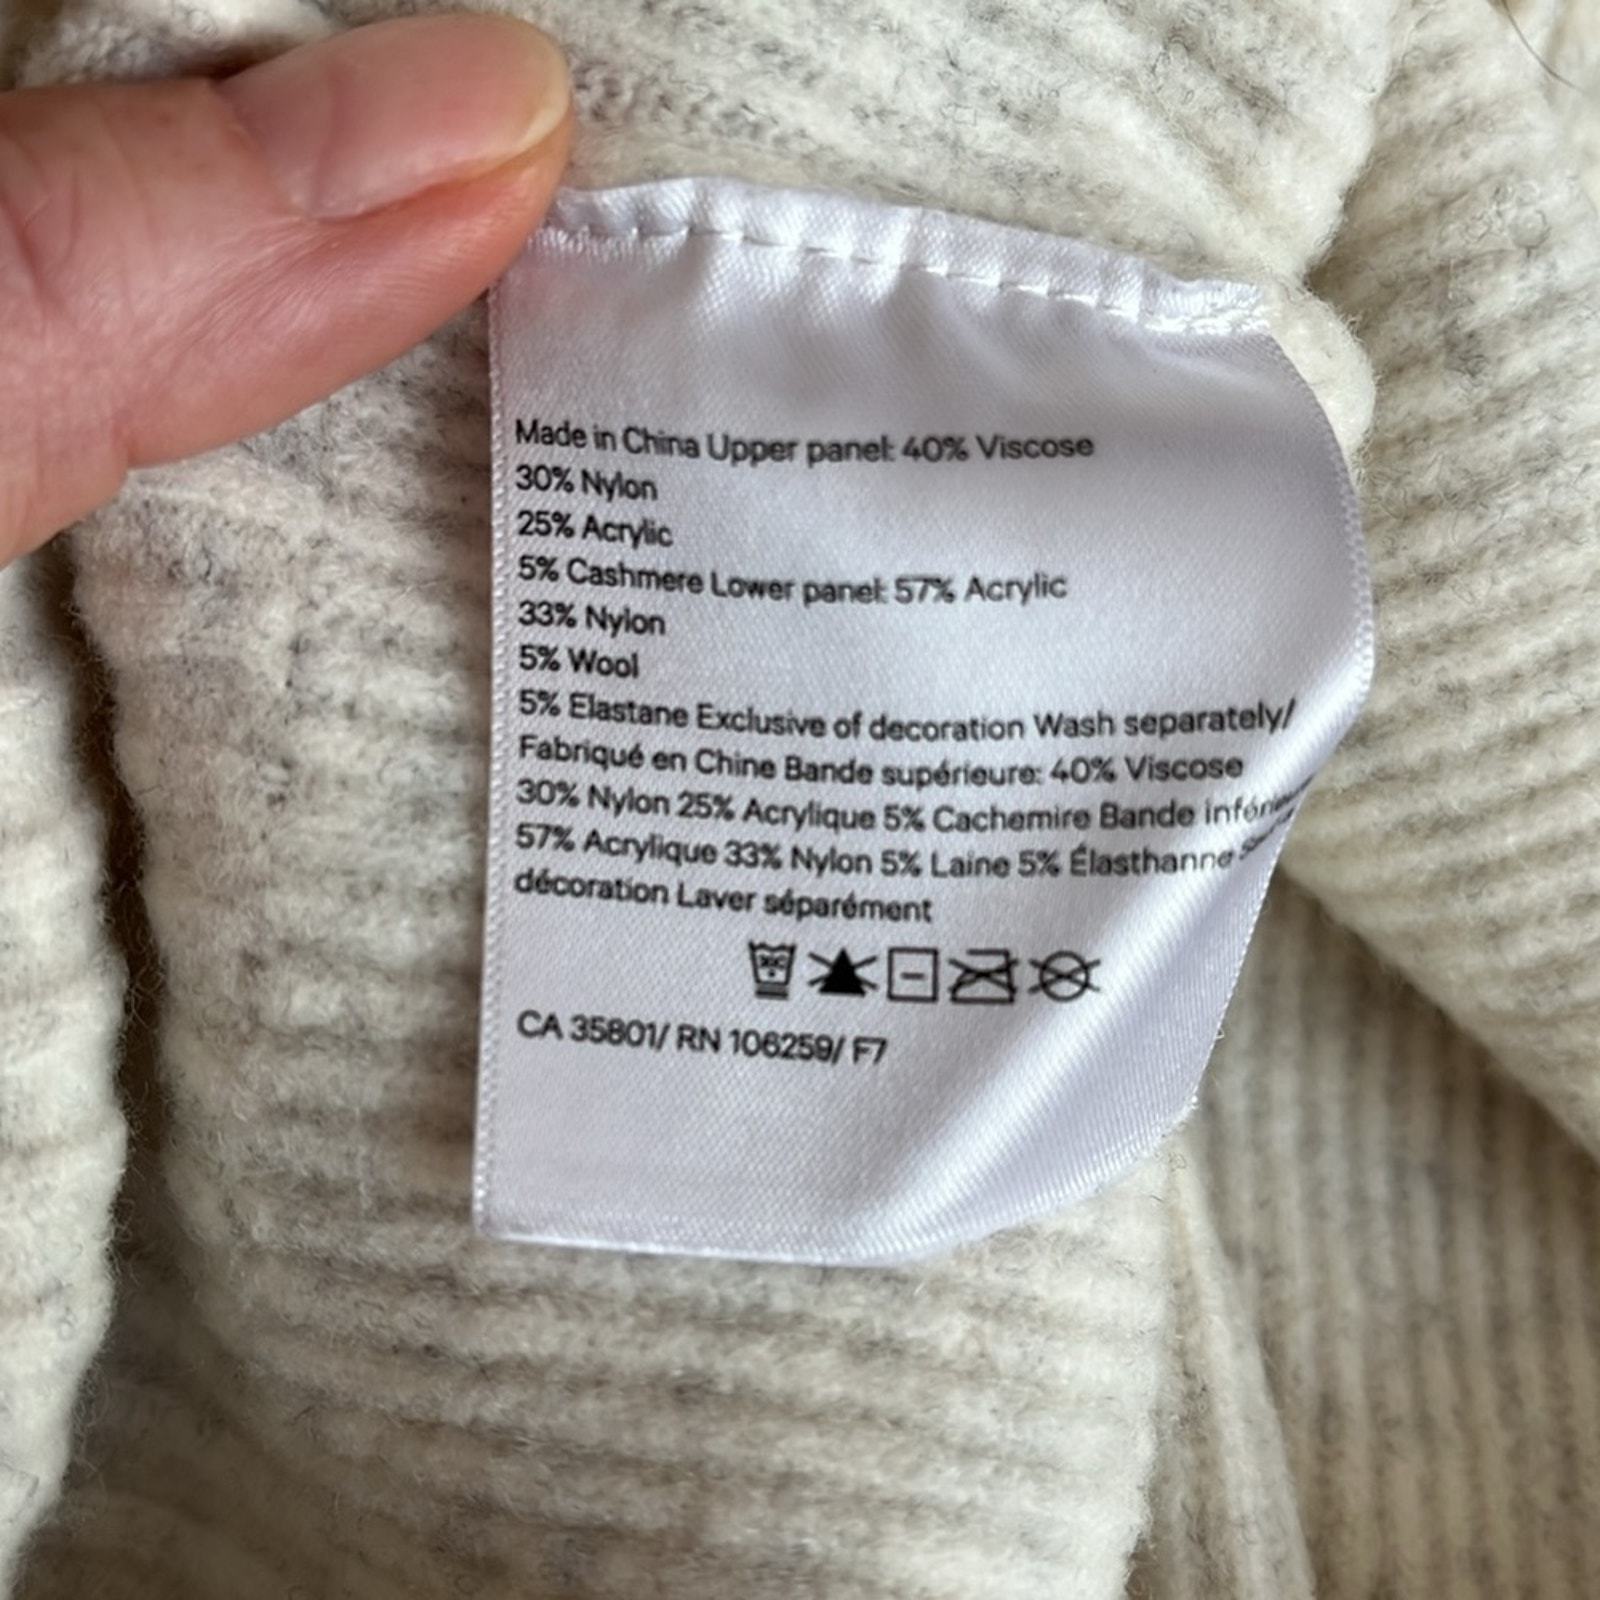 Made in China Upper panel: 40% Viscose
30% Nylon
25% Acrylic
5% Cashmere Lower panel: 57% Acrylic
33% Nylon
5% Wool
5% Elastane Exclusive of decoration Wash separately/
Fabriqué en Chine Bande supérieure: 40% Viscose
30% Nylon 25% Acrylique 5% Cachemire Bande
57% Acrylique 33% Nylon 5% Laine 5% Élasthanne
décoration Laver séparément
CA 35801/ RN 106259/ F7